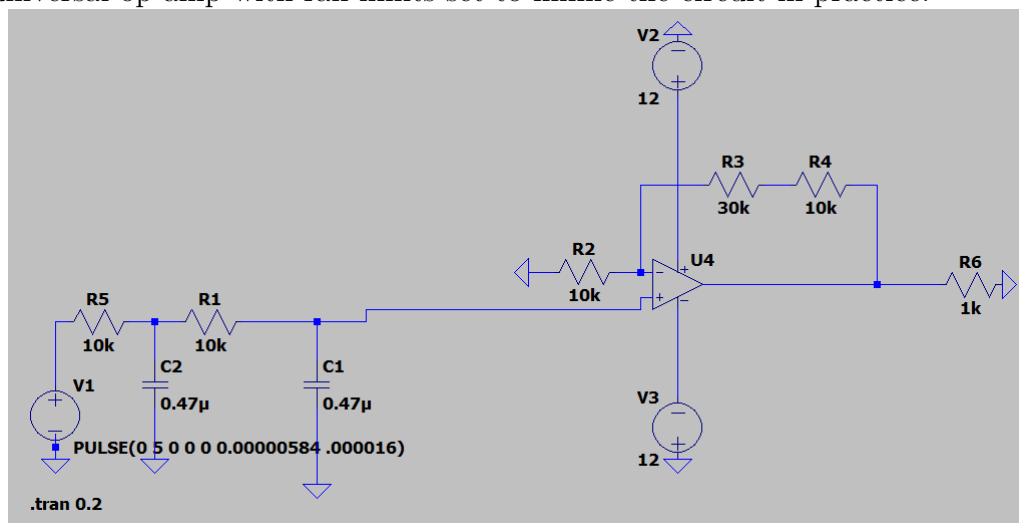 V2
12
R3
R4
30k
10k
R2
10k
U4
R6
1k
R5
R1
10k
10k
C2
C1
V1
0.47µ
0.47µ
V3
PULSE(0 5 0 0 0 0.00000584 .000016)
12
.tran 0.2